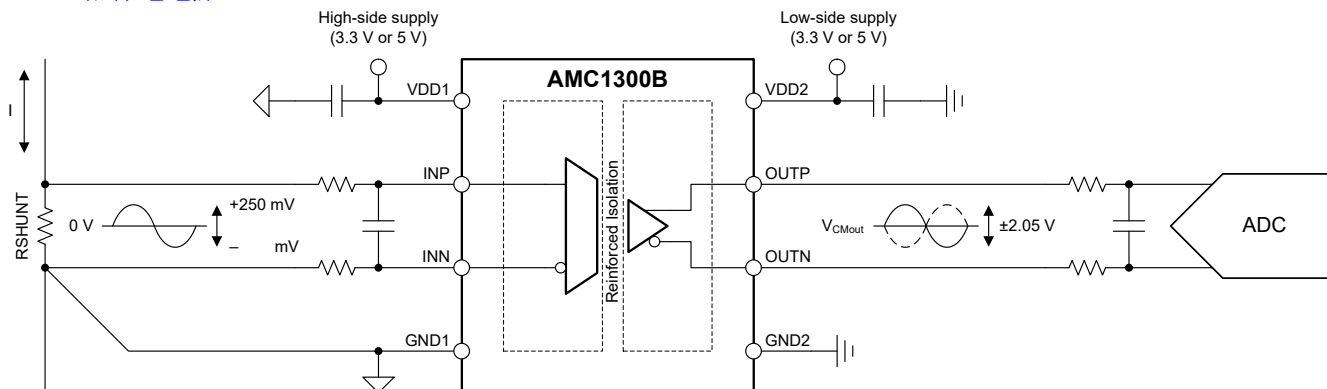 High-side supply
(3.3 V or 5 V)
Low-side supply
(3.3 V or 5 V)
AMC1300B
I
VDD1
VDD2
Reinforced Isolation
INP
OUTP
RSHUNT
0 V
+250 mV
– mV
VCMout
±2.05 V
ADC
INN
OUTN
GND1
GND2